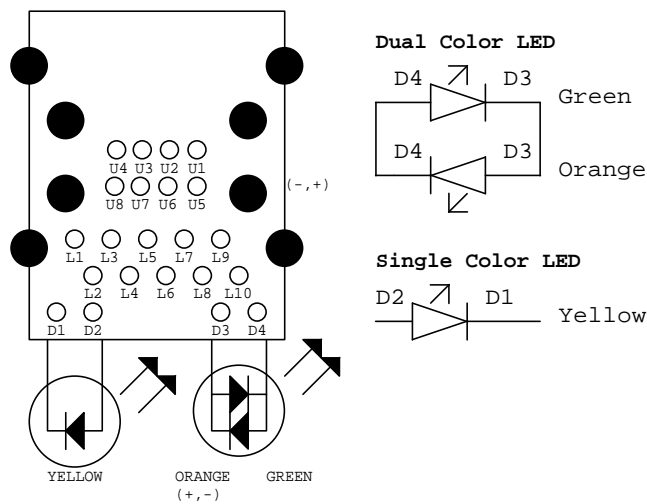 Dual Color LED
D4 D3
Green
D4 D3
Orange
U4 U3 U2 U1
(-,+)
U8 U7 U6 U5
L1 L3 L5 L7 L9
Single Color LED
L2 L4 L6 L8 L10
D2 D1
Yellow
D1 D2 D3 D4
YELLOW ORANGE GREEN
(+,-)